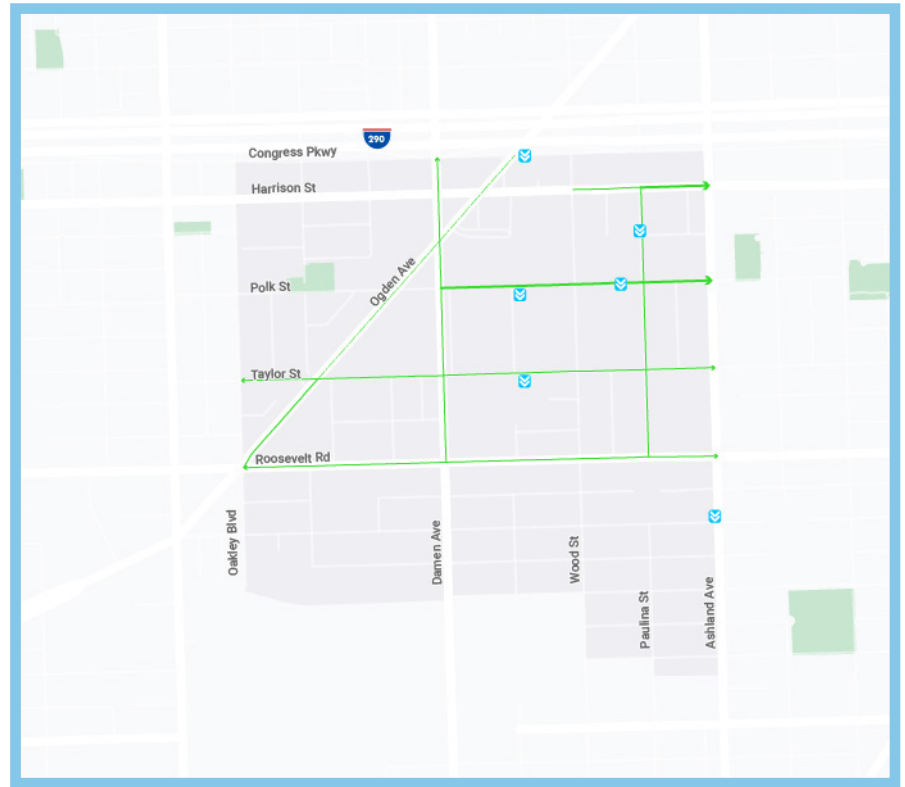 290
Congress Pkwy
Harrison St
Polk St
Ogden Ave
Taylor St
Roosevelt Rd
Oakley Blvd
Damen Ave
Wood St
Paulina St
Ashland Ave